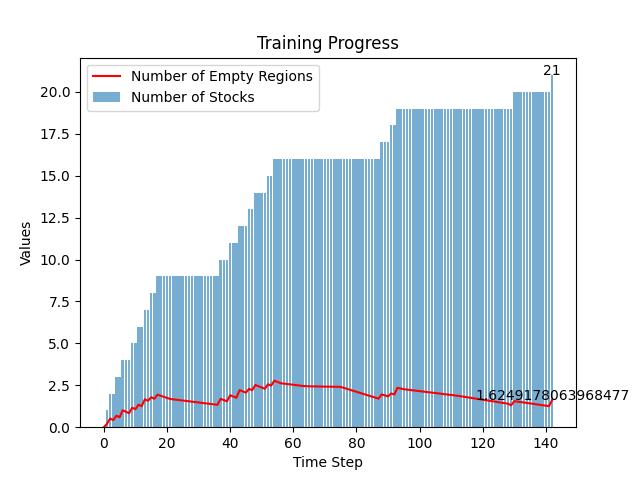 Training Progress
21
Number of Empty Regions
Number of Stocks
20.0
17.5
15.0
12.5
10.0
7.5
5.0
2.5
0.0
Values
1.6249178063968477
0 20 40 60 80 100 120 140
Time Step